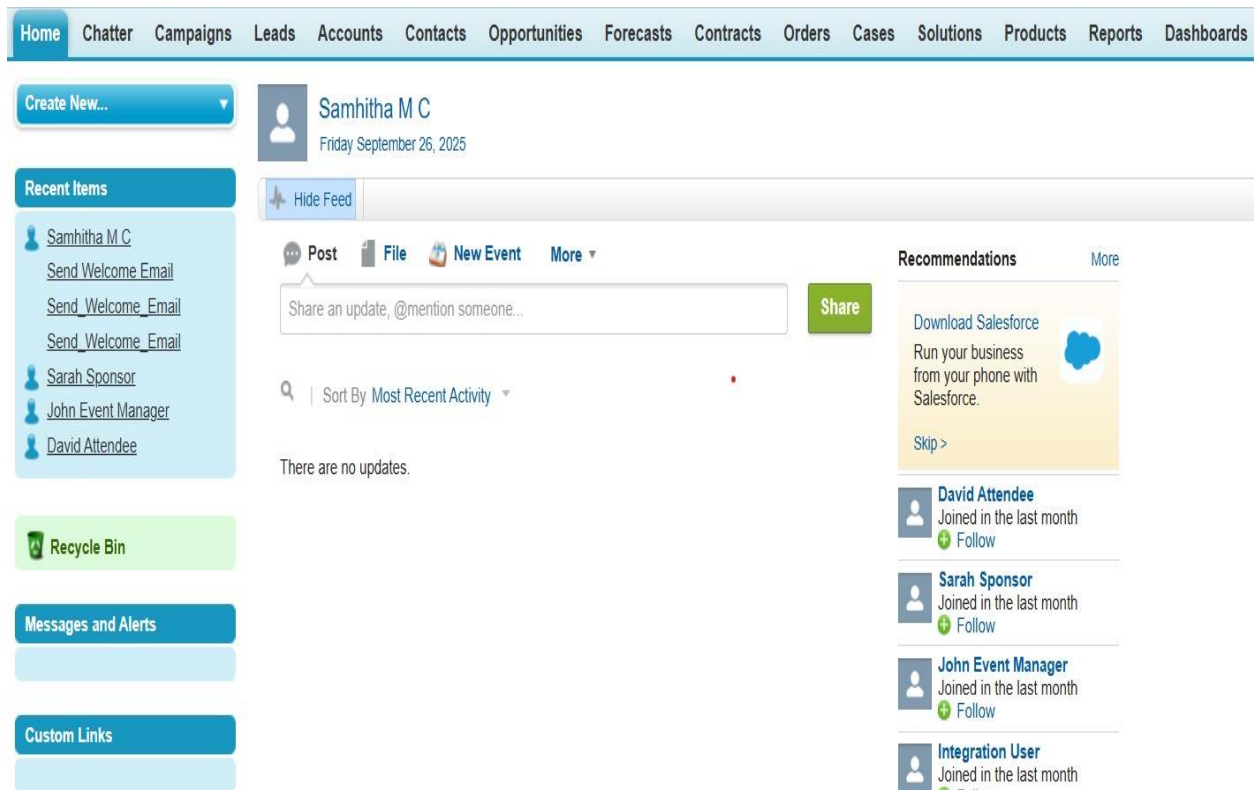 Home Chatter Campaigns Leads Accounts Contacts Opportunities Forecasts Contracts Orders Cases Solutions Products Reports Dashboards
Create New...
Recent Items
Samhitha M C
Send Welcome Email
Send_Welcome_Email
Send_Welcome_Email
Sarah Sponsor
John Event Manager
David Attendee
Recycle Bin
Messages and Alerts
Custom Links
Samhitha M C
Friday September 26, 2025
Hide Feed
Post File New Event More
Share an update, @mention someone...
Share
Sort By Most Recent Activity
There are no updates.
Recommendations More
Download Salesforce
Run your business
from your phone with
Salesforce.
Skip >
David Attendee
Joined in the last month
Follow
Sarah Sponsor
Joined in the last month
Follow
John Event Manager
Joined in the last month
Follow
Integration User
Joined in the last month